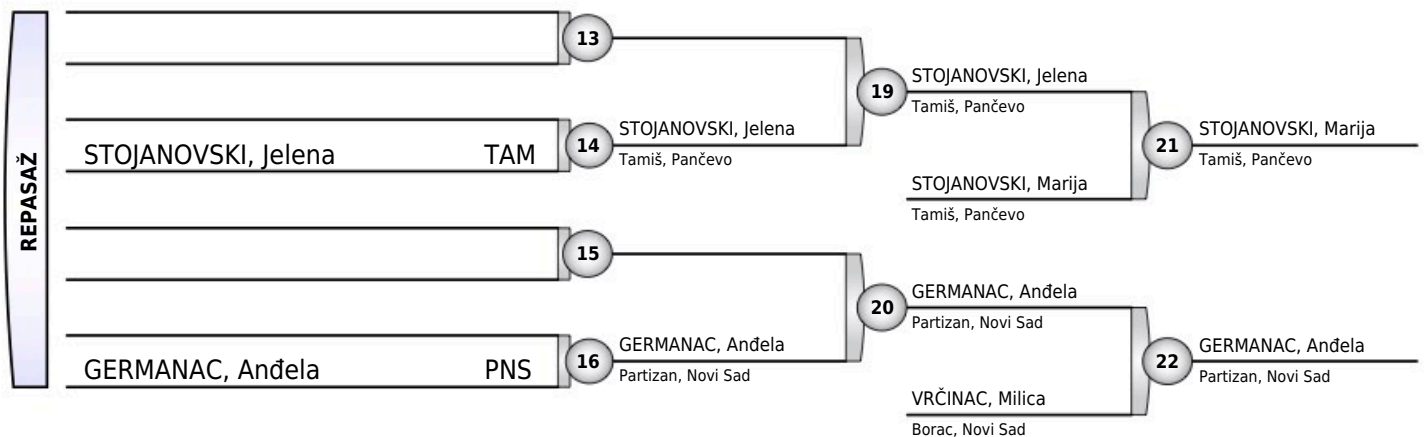 REPASAŽ
13
STOJANOVSKI, Jelena TAM
14
STOJANOVSKI, Jelena
Tamiš, Pančevo
19
STOJANOVSKI, Jelena
Tamiš, Pančevo
STOJANOVSKI, Marija
Tamiš, Pančevo
21
STOJANOVSKI, Marija
Tamiš, Pančevo
15
GERMANAC, Anđela PNS
16
GERMANAC, Anđela
Partizan, Novi Sad
20
GERMANAC, Anđela
Partizan, Novi Sad
VRČINAC, Milica
Borac, Novi Sad
22
GERMANAC, Anđela
Partizan, Novi Sad